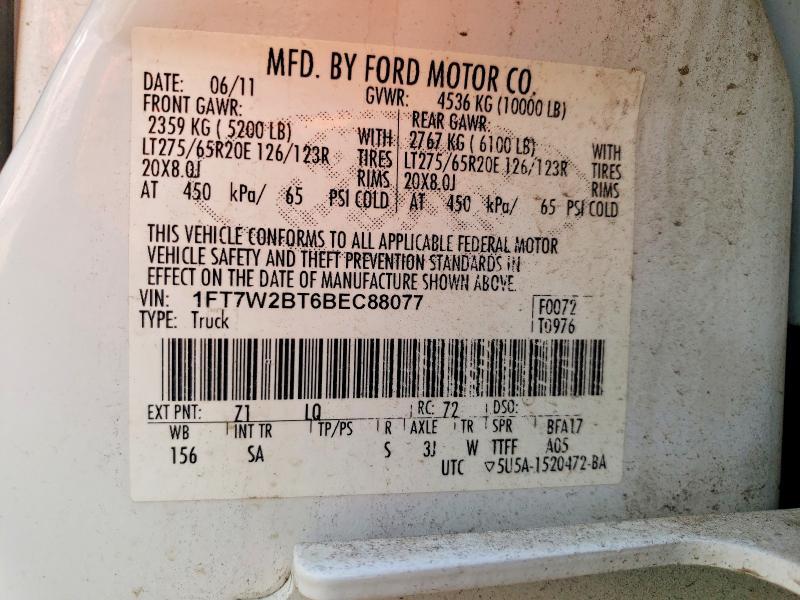 MFD. BY FORD MOTOR CO.
DATE: 06/11 GVWR: 4536 KG (10000 LB)
FRONT GAWR: REAR GAWR:
2359 KG ( 5200 LB) WITH 2767 KG ( 6100 LB) WITH
LT275/65R20E 126/123R TIRES LT275/65R20E 126/123R TIRES
20X8.0J RIMS 20X8.0J RIMS
AT 450 kPa/ 65 PSI COLD AT 450 kPa/ 65 PSI COLD
THIS VEHICLE CONFORMS TO ALL APPLICABLE FEDERAL MOTOR
VEHICLE SAFETY AND THEFT PREVENTION STANDARDS IN
EFFECT ON THE DATE OF MANUFACTURE SHOWN ABOVE.
VIN: 1FT7W2BT6BEC88077 F0072
TYPE: Truck T0976
EXT PNT: Z1 LQ RC: 72 DSO:
WB INT TR TP/PS R AXLE TR SPR BFA17
156 SA S 3J W TTFF A05
UTC ▽5U5A-1520472-BA